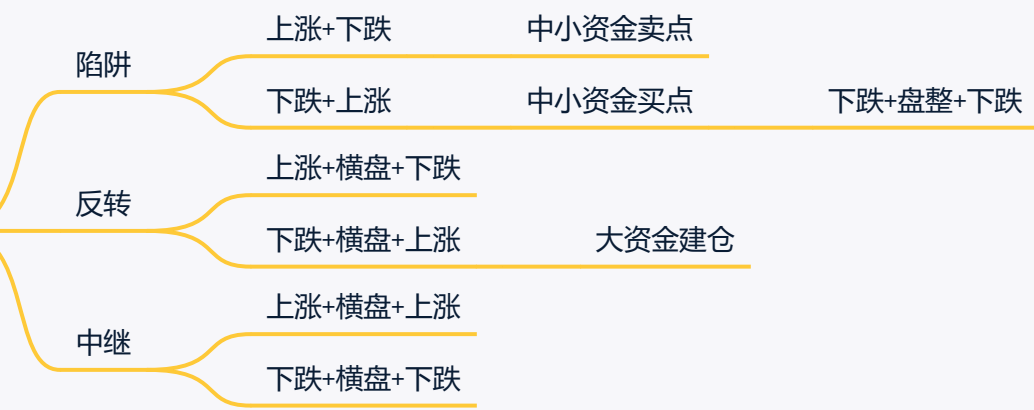 陷阱
上涨+下跌
中小资金卖点
下跌+上涨
中小资金买点
下跌+盘整+下跌
反转
上涨+横盘+下跌
下跌+横盘+上涨
大资金建仓
中继
上涨+横盘+上涨
下跌+横盘+下跌